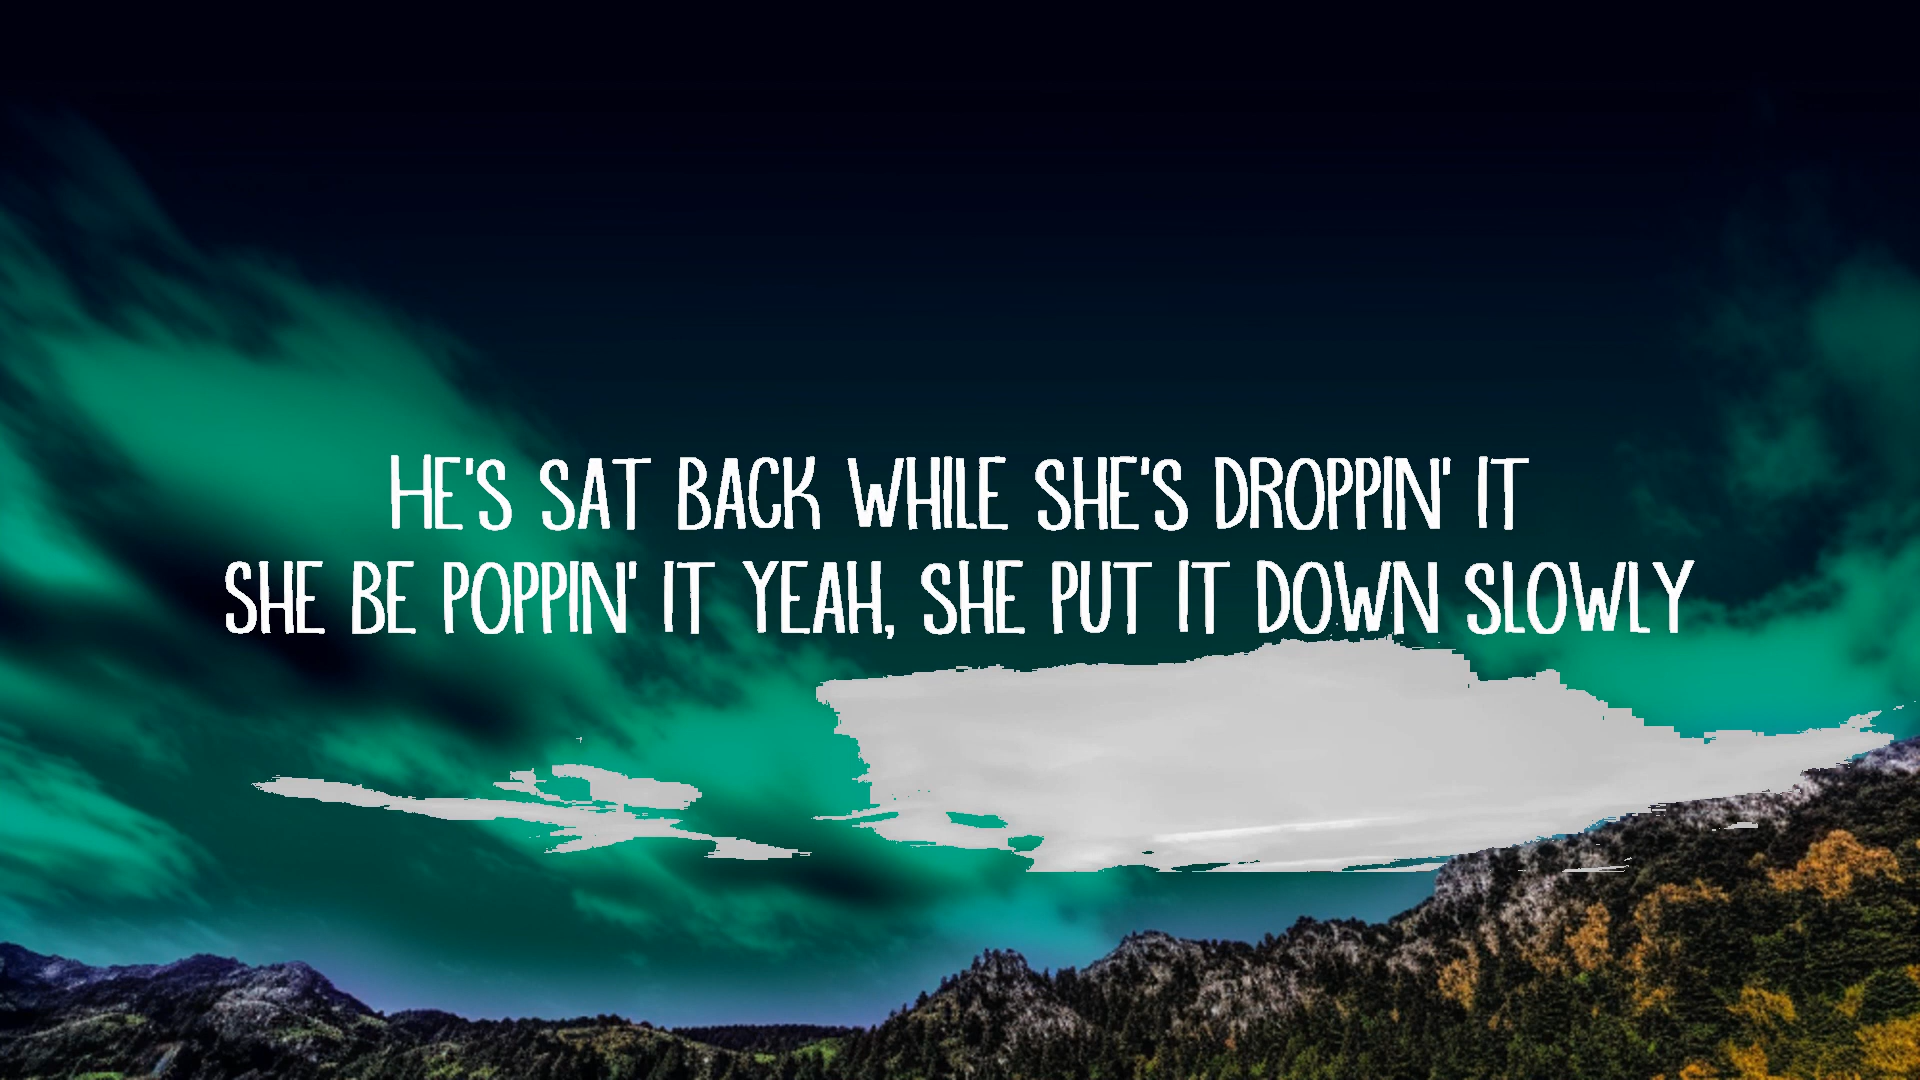 HE'S SAT BACK WHILE SHE'S DROPPIN' IT
SHE BE POPPIN' IT YEAH, SHE PUT IT DOWN SLOWLY